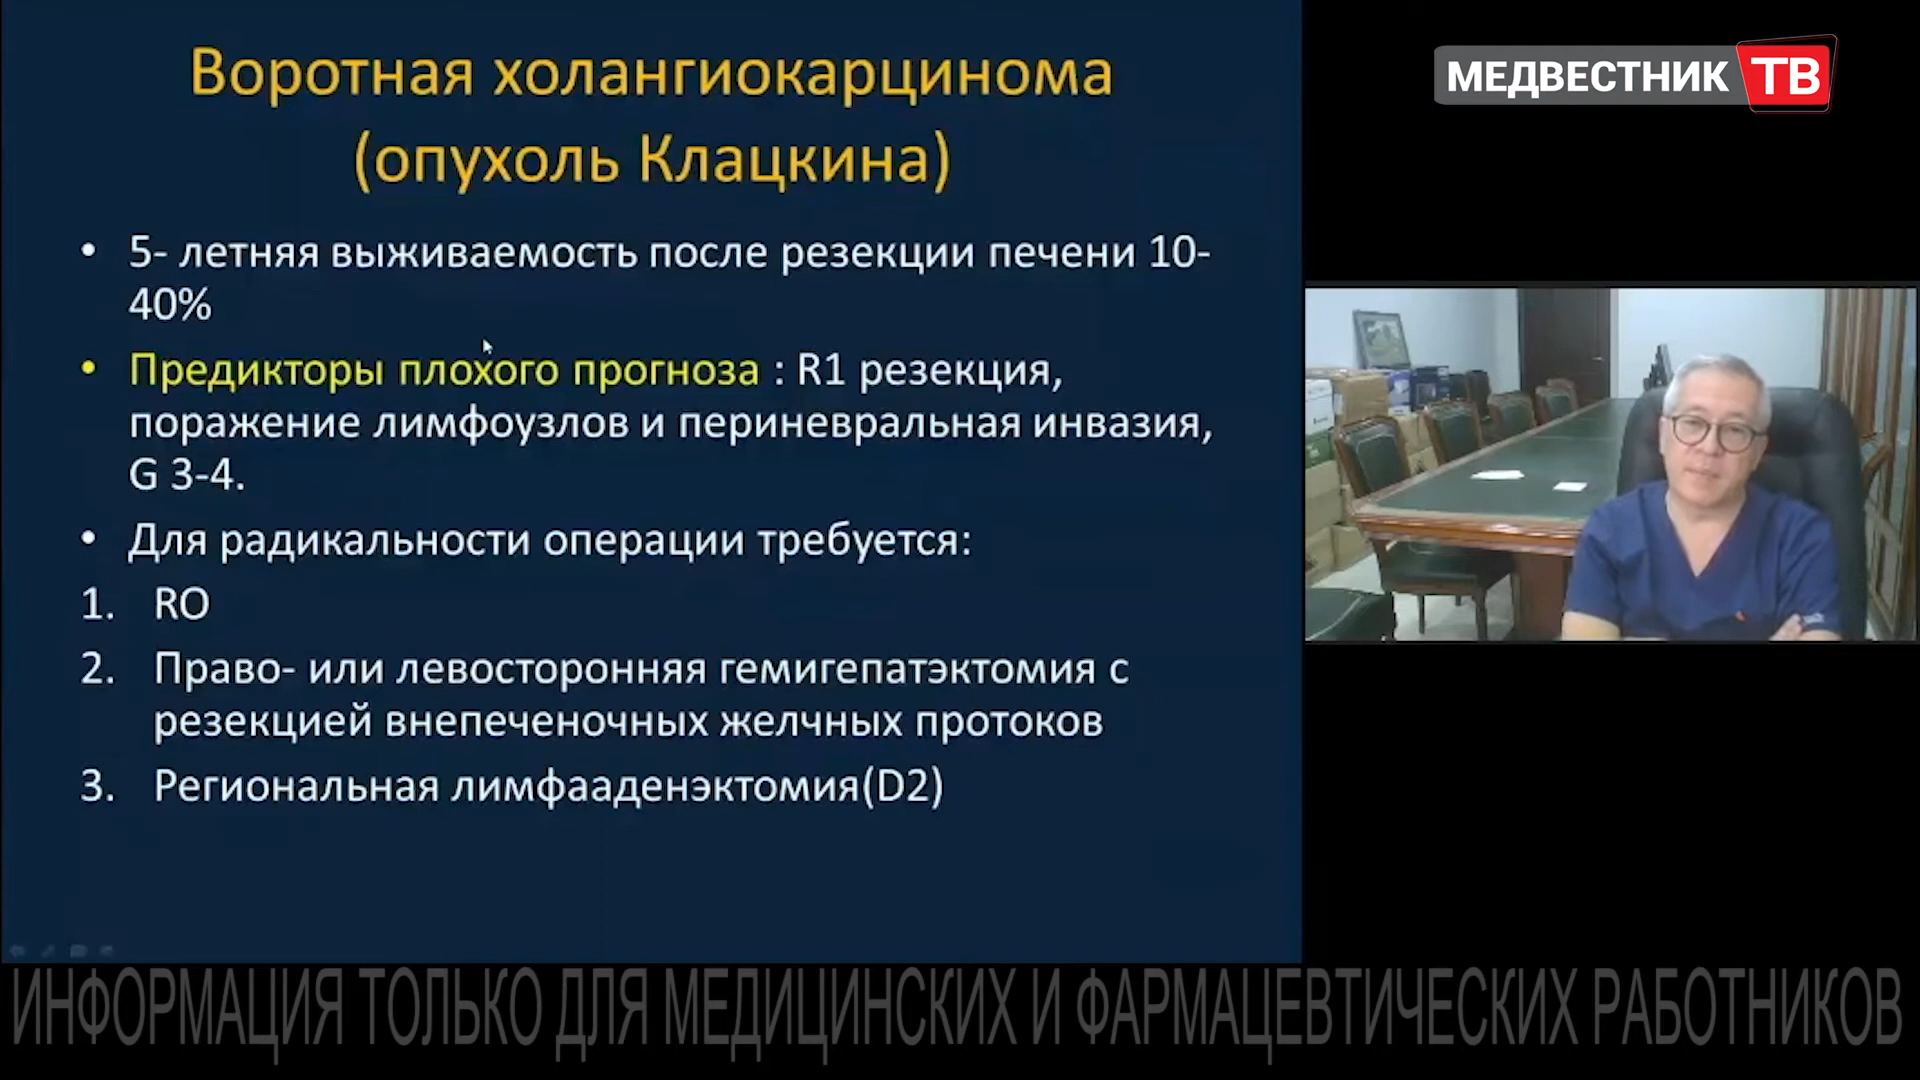 Воротная холангиокарцинома
(опухоль Клацкина)
• 5- летняя выживаемость после резекции печени 10-
40%
• Предикторы плохого прогноза : R1 резекция,
поражение лимфоузлов и периневральная инвазия,
G 3-4.
• Для радикальности операции требуется:
1. RO
2. Право- или левосторонняя гемигепатэктомия с
резекцией внепеченочных желчных протоков
3. Региональная лимфааденэктомия(D2)
МЕДВЕСТНИК ТВ
ИНФОРМАЦИЯ ТОЛЬКО ДЛЯ МЕДИЦИНСКИХ И ФАРМАЦЕВТИЧЕСКИХ РАБОТНИКОВ